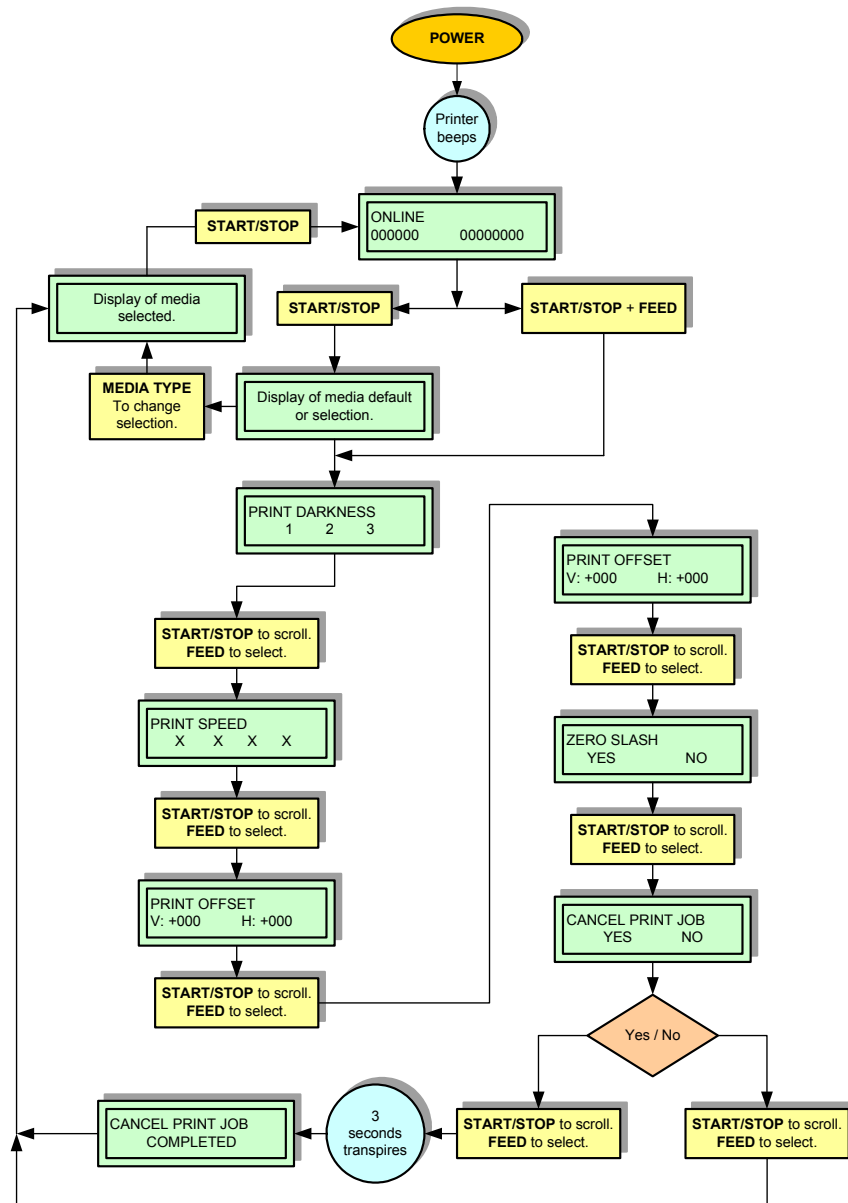 POWER
Printer
beeps
ONLINE
000000 00000000
START/STOP
Display of media
selected.
START/STOP
START/STOP + FEED
MEDIA TYPE
To change
selection.
Display of media default
or selection.
PRINT DARKNESS
1 2 3
START/STOP to scroll.
FEED to select.
PRINT SPEED
X X X X
START/STOP to scroll.
FEED to select.
PRINT OFFSET
V: +000 H: +000
START/STOP to scroll.
FEED to select.
PRINT OFFSET
V: +000 H: +000
START/STOP to scroll.
FEED to select.
ZERO SLASH
YES NO
START/STOP to scroll.
FEED to select.
CANCEL PRINT JOB
YES NO
Yes / No
START/STOP to scroll.
FEED to select.
START/STOP to scroll.
FEED to select.
3
seconds
transpires
CANCEL PRINT JOB
COMPLETED